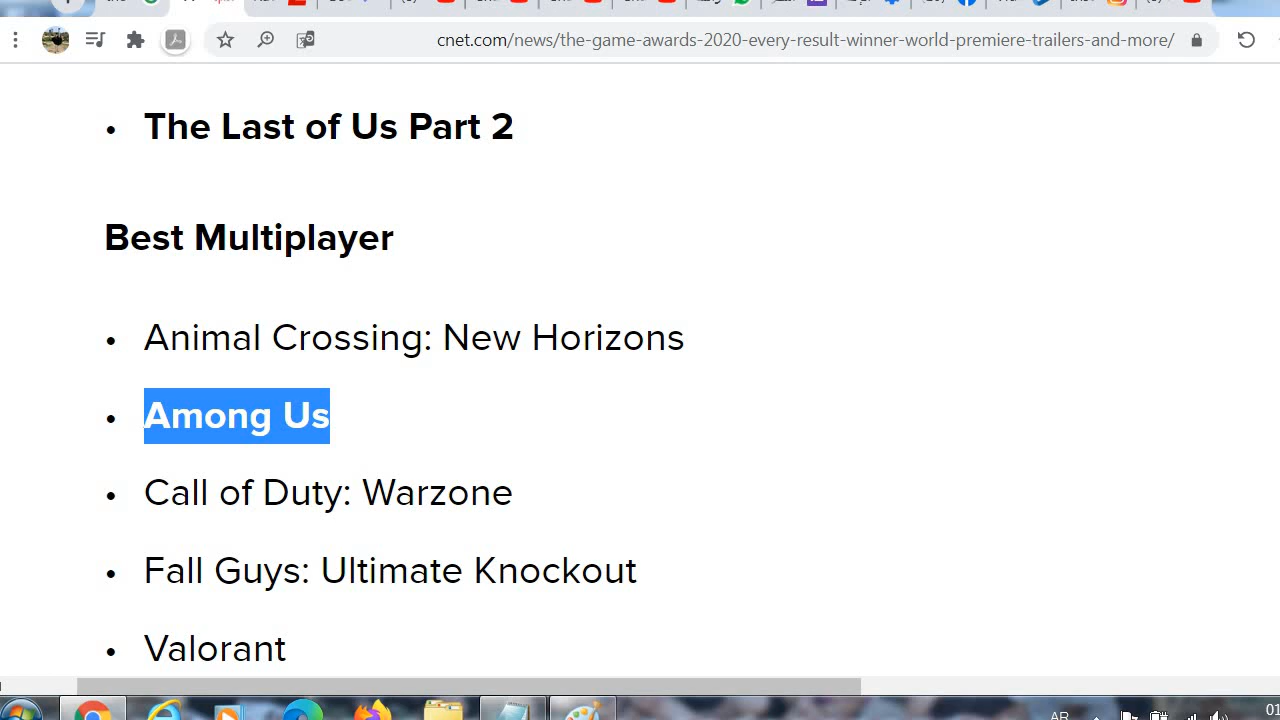 cnet.com/news/the-game-awards-2020-every-result-winner-world-premiere-trailers-and-more/
• The Last of Us Part 2
Best Multiplayer
• Animal Crossing: New Horizons
• Among Us
• Call of Duty: Warzone
• Fall Guys: Ultimate Knockout
• Valorant
AR
01